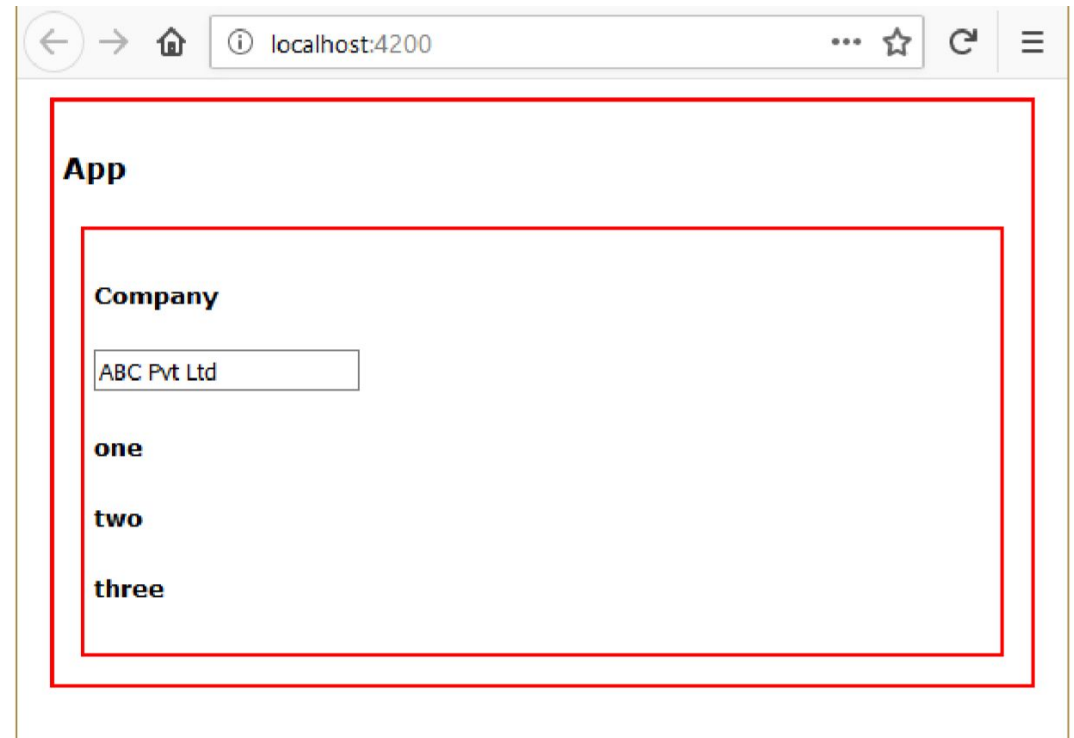 localhost:4200
App
Company
ABC Pvt Ltd
one
two
three